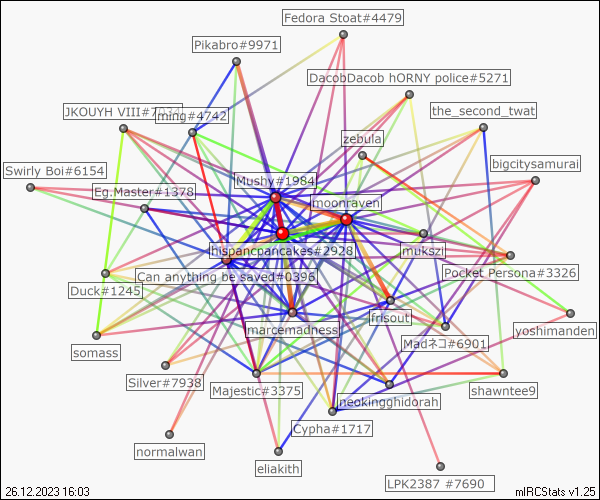 Fedora Stoat#4479
Pikabro#9971
DacobDacob hORNY police#5271
JKOUYH VIII#7034
ming#4742
the_second_twat
zebula
bigcitysamurai
Swirly Boi#6154
Mushy#1984
Eg.Master#1378
moonraven
hispancpancakes#2928
mukszi
Can anything be saved#0396
Pocket Persona#3326
Duck#1245
frisout
marcemadness
yoshimanden
Madネコ#6901
somass
Silver#7938
Majestic#3375
shawntee9
neokingghidorah
Cypha#1717
normalwan
eliakith
LPK2387 #7690
26.12.2023 16:03
mIRCStats v1.25